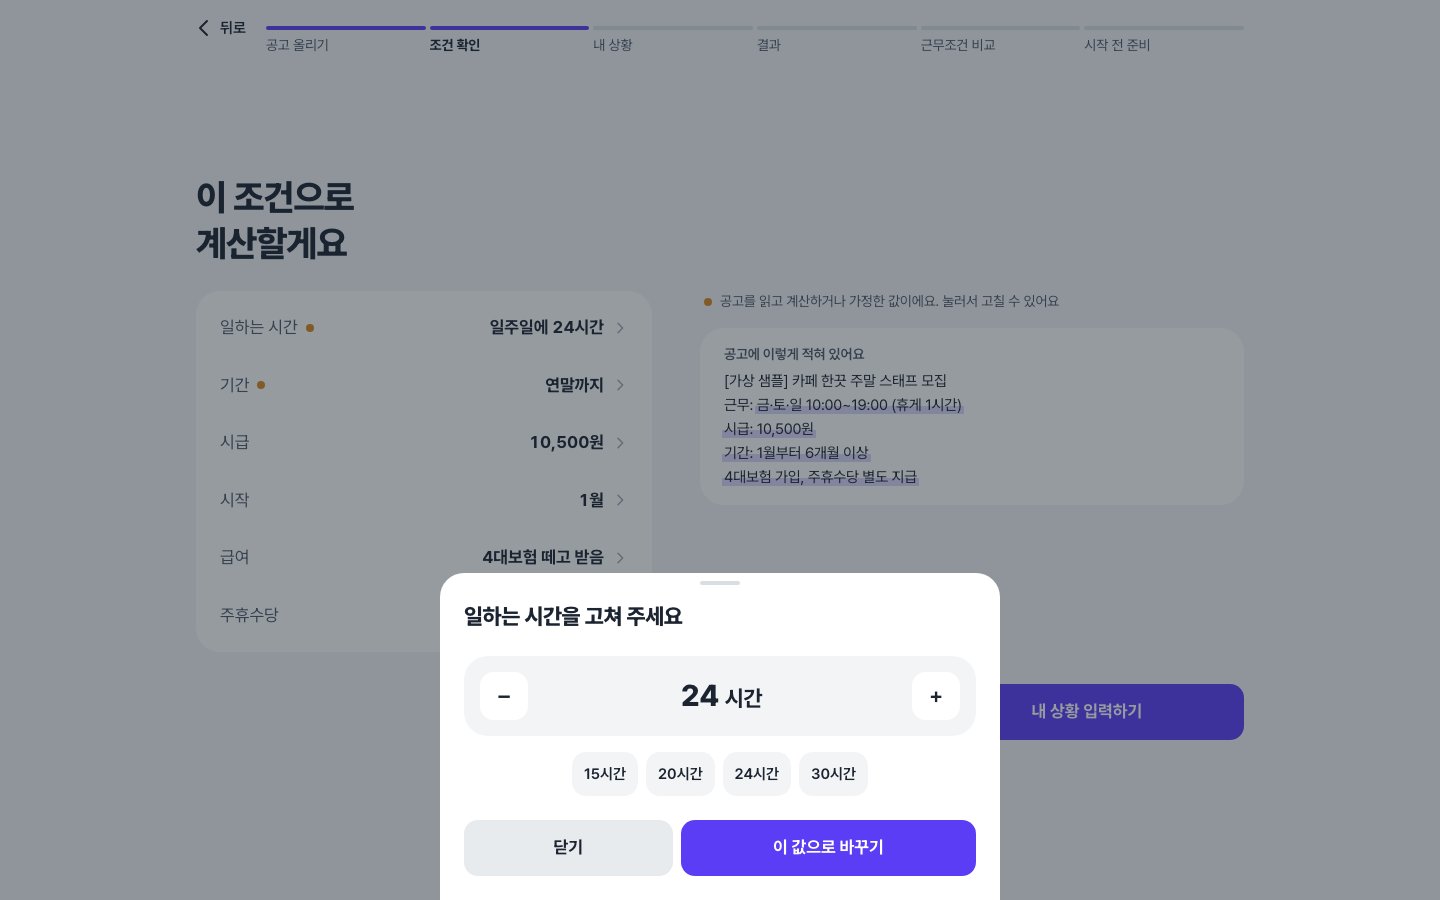 뒤로
공고 올리기
조건 확인
내 상황
결과
근무조건 비교
시작 전 준비
이 조건으로
계산할게요
일하는 시간 일주일에 24시간
기간 연말까지
시급 10,500원
시작 1월
급여 4대보험 떼고 받음
주휴수당
공고를 읽고 계산하거나 가정한 값이에요. 눌러서 고칠 수 있어요
공고에 이렇게 적혀 있어요
[가상 샘플] 카페 한끗 주말 스태프 모집
근무: 금·토·일 10:00~19:00 (휴게 1시간)
시급: 10,500원
기간: 1월부터 6개월 이상
4대보험 가입, 주휴수당 별도 지급
내 상황 입력하기
일하는 시간을 고쳐 주세요
− 24 시간 +
15시간 20시간 24시간 30시간
닫기 이 값으로 바꾸기